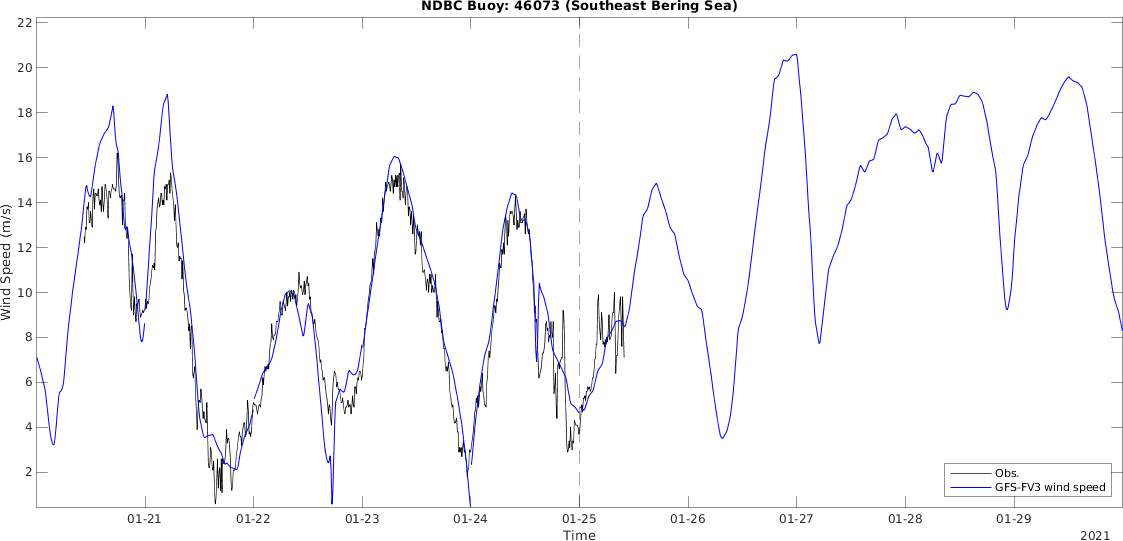 NDBC Buoy: 46073 (Southeast Bering Sea)
22
20
18
16
14
12
10
8
6
4
2
Wind Speed (m/s)
Obs.
GFS-FV3 wind speed
01-21 01-22 01-23 01-24 01-25 01-26 01-27 01-28 01-29
Time
2021